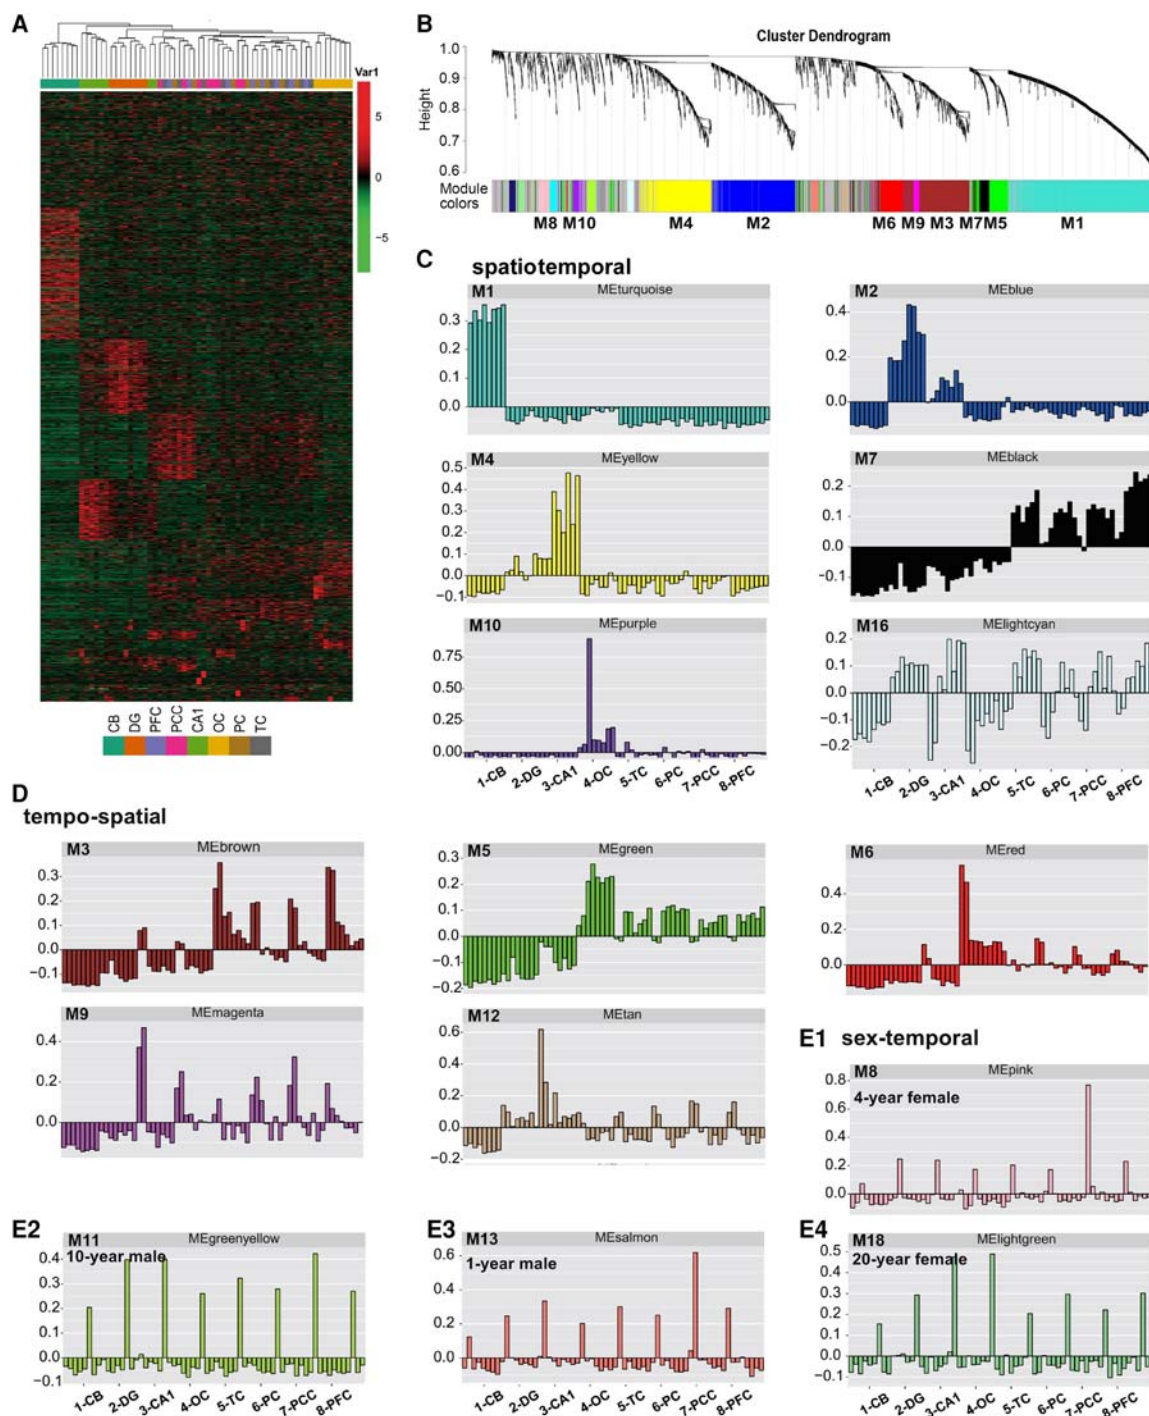 A
Var1
5
0
−5
CB
DG
PFC
PCC
CA1
OC
PC
TC
B
Cluster Dendrogram
Height
1.0
0.9
0.8
0.7
0.6
Module
colors
M8 M10 M4 M2 M6 M9 M3 M7 M5 M1
C
spatiotemporal
M1 MEturquoise
0.3
0.2
0.1
0.0
M2 MEblue
0.4
0.2
0.0
M4 MEyellow
0.5
0.4
0.3
0.2
0.1
0.0
−0.1
M7 MEblack
0.2
0.1
0.0
−0.1
M10 MEpurple
0.75
0.50
0.25
0.00
1-CB 2-DG 3-CA1 4-OC 5-TC 6-PC 7-PCC 8-PFC
M16 MElightcyan
0.2
0.1
0.0
−0.1
−0.2
1-CB 2-DG 3-CA1 4-OC 5-TC 6-PC 7-PCC 8-PFC
D
tempo-spatial
M3 MEbrown
0.3
0.2
0.1
0.0
−0.1
M5 MEgreen
0.3
0.2
0.1
0.0
−0.1
−0.2
M6 MEred
0.4
0.2
0.0
M9 MEmagenta
0.4
0.2
0.0
M12 MEtan
0.6
0.4
0.2
0.0
−0.2
E1 sex-temporal
M8 MEpink
4-year female
0.8
0.6
0.4
0.2
0.0
E2
M11 MEgreenyellow
10-year male
0.4
0.3
0.2
0.1
0.0
−0.1
1-CB 2-DG 3-CA1 4-OC 5-TC 6-PC 7-PCC 8-PFC
E3
M13 MEsalmon
1-year male
0.6
0.4
0.2
0.0
1-CB 2-DG 3-CA1 4-OC 5-TC 6-PC 7-PCC 8-PFC
E4
M18 MElightgreen
20-year female
0.5
0.4
0.3
0.2
0.1
0.0
−0.1
1-CB 2-DG 3-CA1 4-OC 5-TC 6-PC 7-PCC 8-PFC